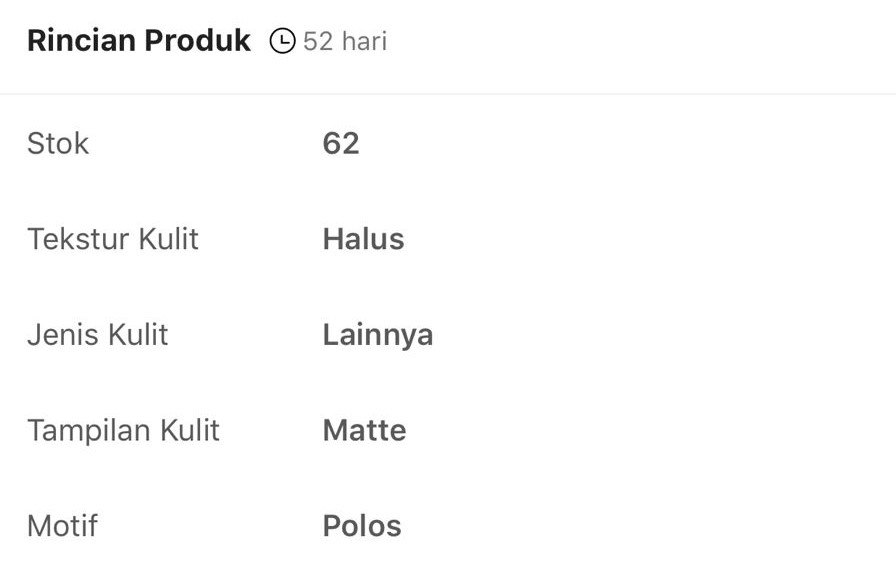 Rincian Produk 52 hari
Stok 62
Tekstur Kulit Halus
Jenis Kulit Lainnya
Tampilan Kulit Matte
Motif Polos